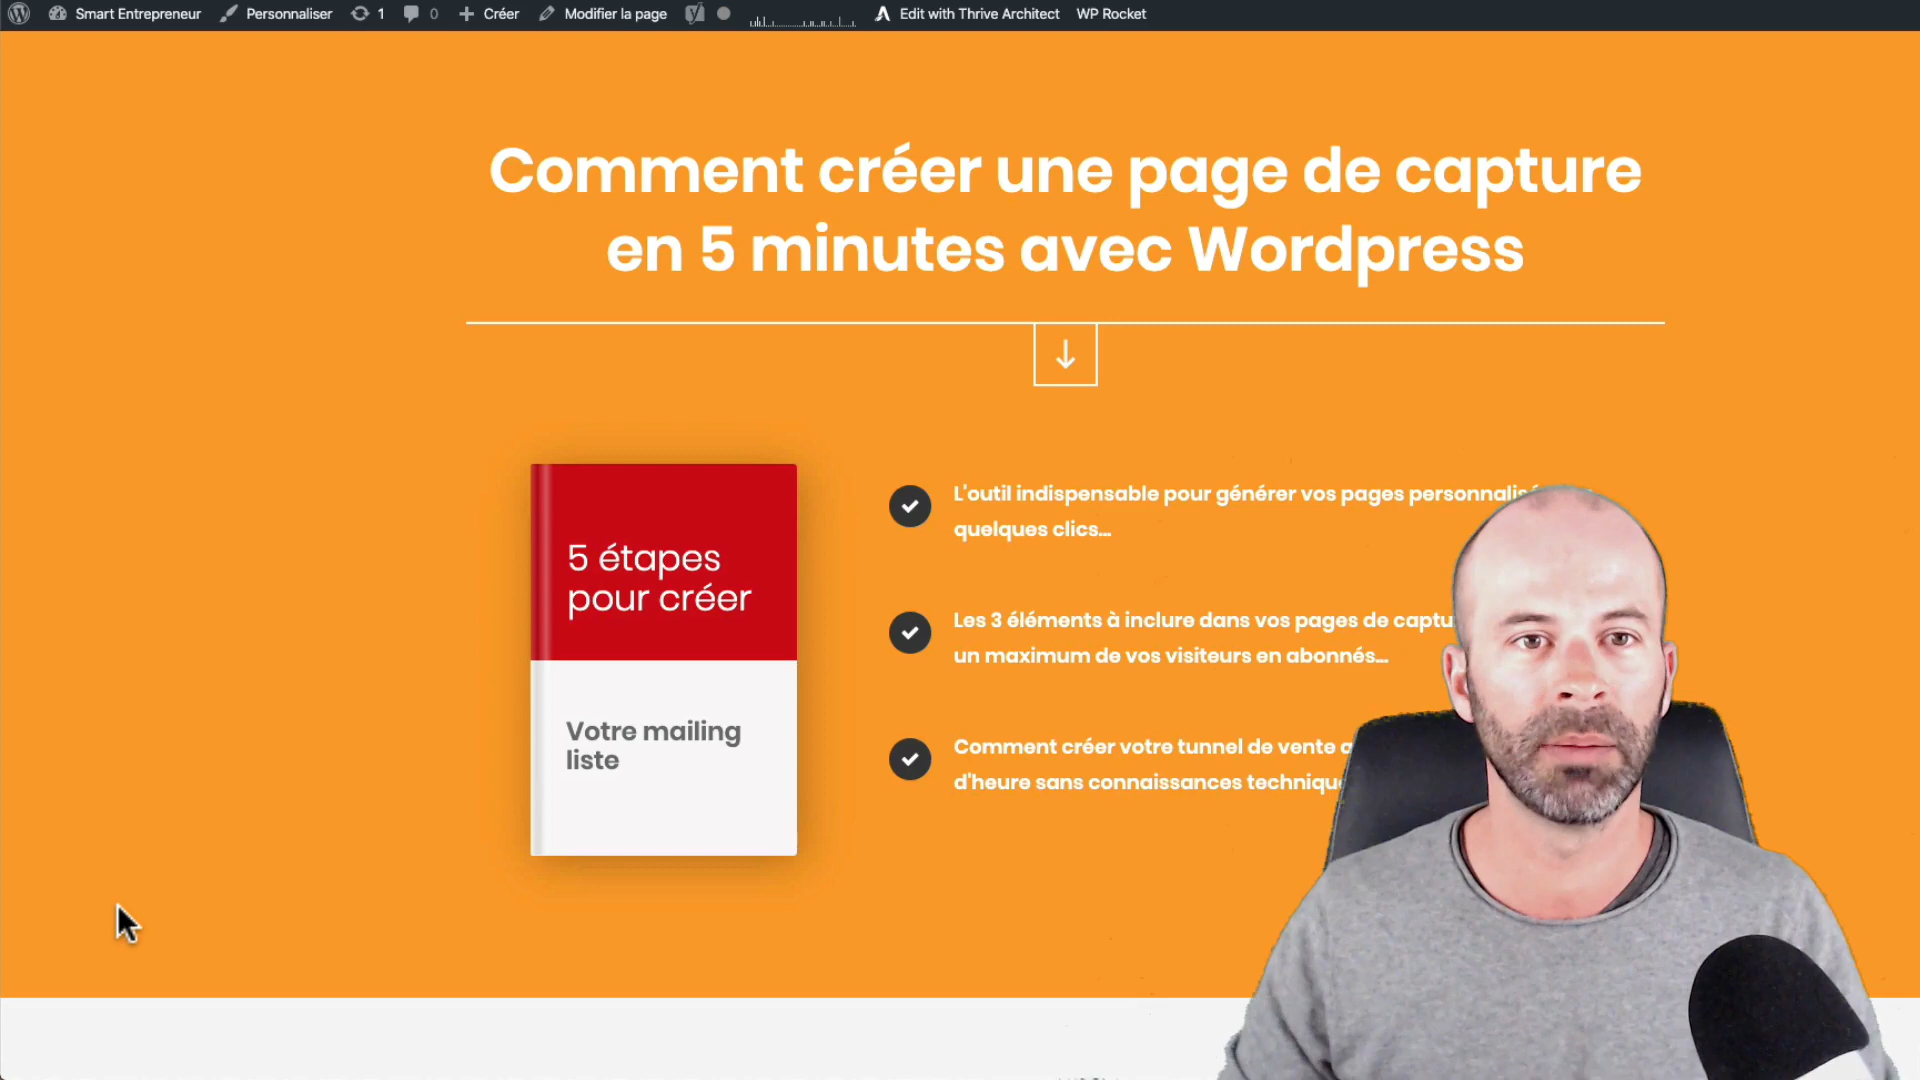 Smart Entrepreneur Personnaliser 1 0 Créer Modifier la page Edit with Thrive Architect WP Rocket
Comment créer une page de capture
en 5 minutes avec Wordpress
5 étapes
pour créer
Votre mailing
liste
L'outil indispensable pour générer vos pages
quelques clics...
Les 3 éléments à inclure dans vos pages de
un maximum de vos visiteurs en abonnés...
Comment créer votre tunnel de vente
d'heure sans connaissances